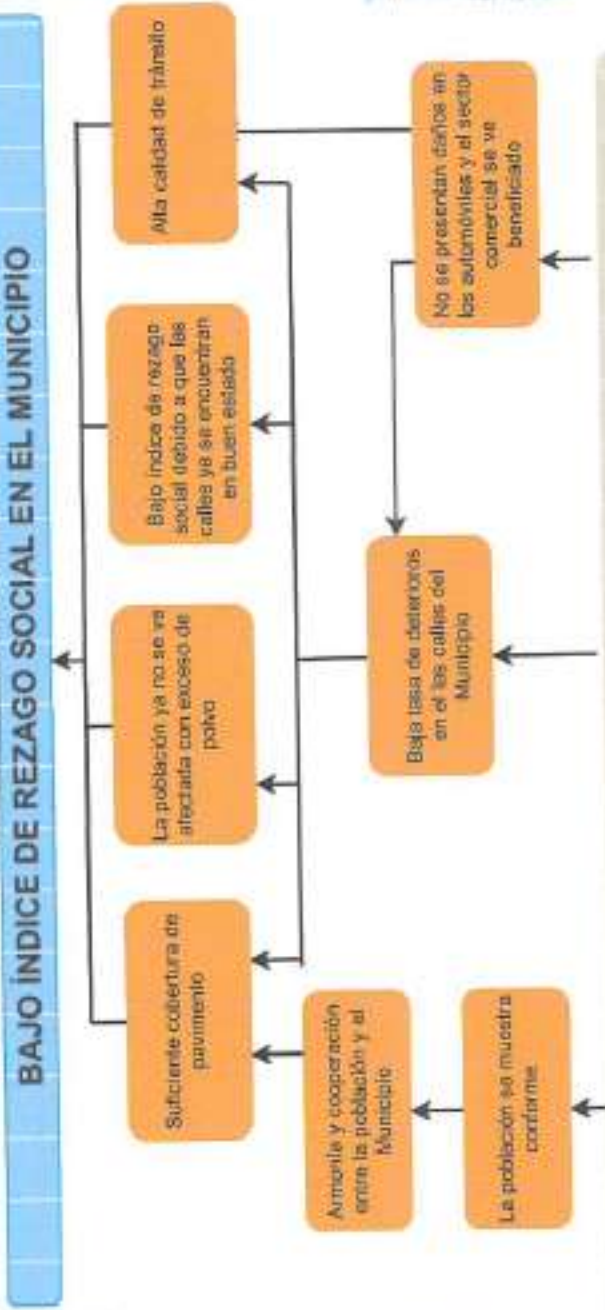 BAJO ÍNDICE DE REZAGO SOCIAL EN EL MUNICIPIO
Suficiente cobertura de
pavimento
La población ya no se ve
afectada con exceso de
polvo
Bajo índice de rezago
social debido a que las
calles ya se encuentran
en buen estado
Alta calidad de tránsito
Armonía y cooperación
entre la población y el
Municipio
Baja tasa de deterioros
en el las calles del
Municipio
No se presentan daños en
los automóviles y el sector
comercial se ve
beneficiado
La población se muestra
conforme